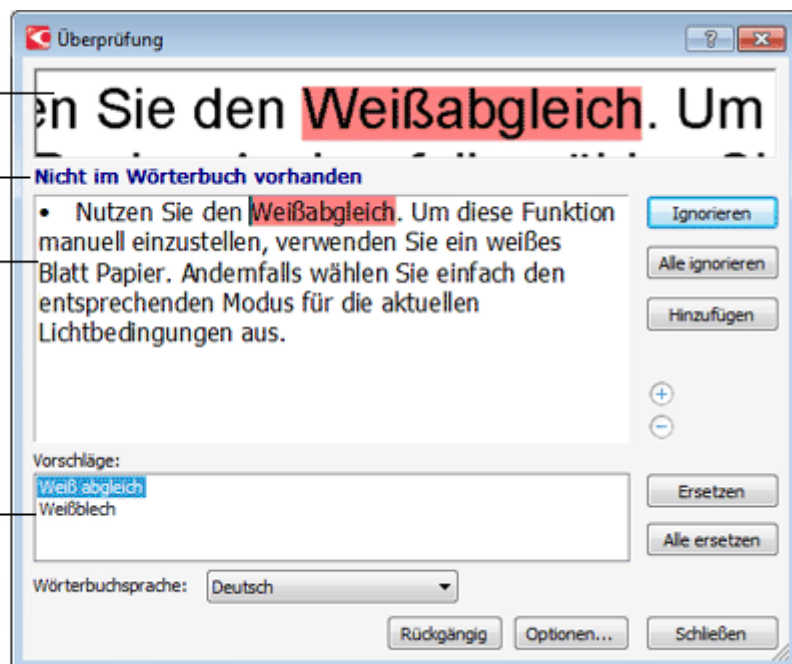 Überprüfung
en Sie den Weißabgleich. Um
Nicht im Wörterbuch vorhanden
• Nutzen Sie den Weißabgleich. Um diese Funktion
manuell einzustellen, verwenden Sie ein weißes
Blatt Papier. Andernfalls wählen Sie einfach den
entsprechenden Modus für die aktuellen
Lichtbedingungen aus.
Ignorieren
Alle ignorieren
Hinzufügen
Vorschläge:
Weiß abgleich
Weißblech
Ersetzen
Alle ersetzen
Wörterbuchsprache: Deutsch
Rückgängig Optionen... Schließen